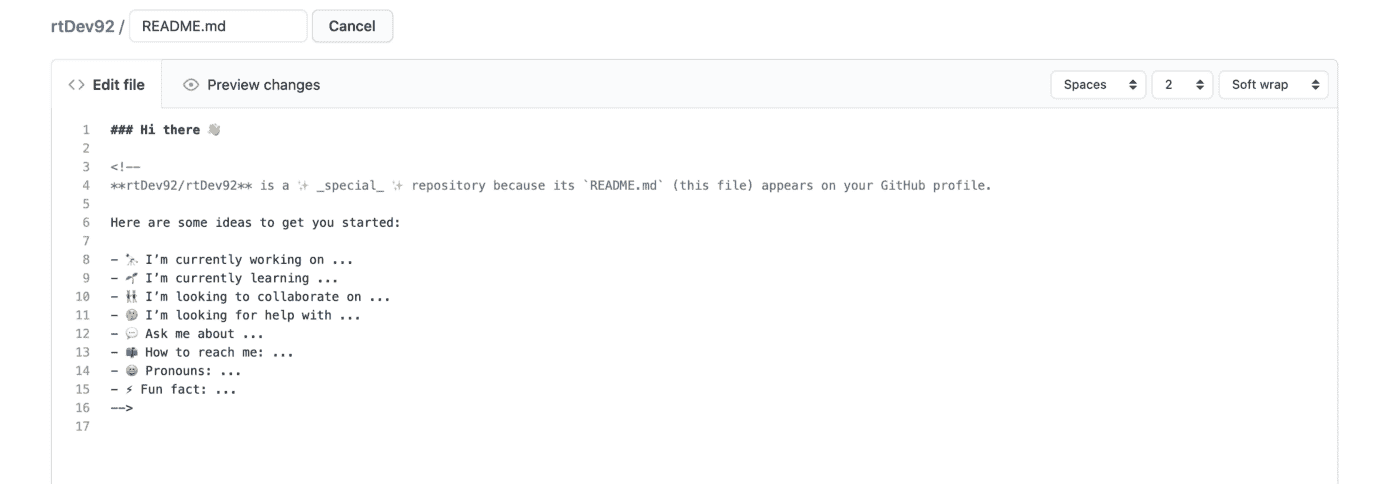 rtDev92 / README.md Cancel
<> Edit file Preview changes Spaces 2 Soft wrap
1 ### Hi there 👋
2
3 <!--
4 **rtDev92/rtDev92** is a ✨ _special_ ✨ repository because its `README.md` (this file) appears on your GitHub profile.
5
6 Here are some ideas to get you started:
7
8 - 🔭 I’m currently working on ...
9 - 🌱 I’m currently learning ...
10 - 👯 I’m looking to collaborate on ...
11 - 🤔 I’m looking for help with ...
12 - 💬 Ask me about ...
13 - 📫 How to reach me: ...
14 - 😄 Pronouns: ...
15 - ⚡ Fun fact: ...
16 -->
17